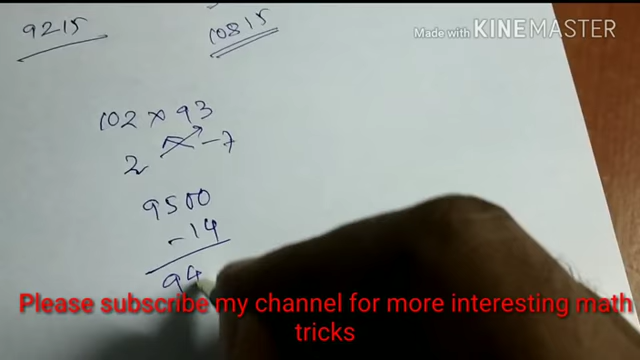 9215
10815
Made with KINEMASTER
102 × 93
2 -7
9500
-14
94
Please subscribe my channel for more interesting math
tricks